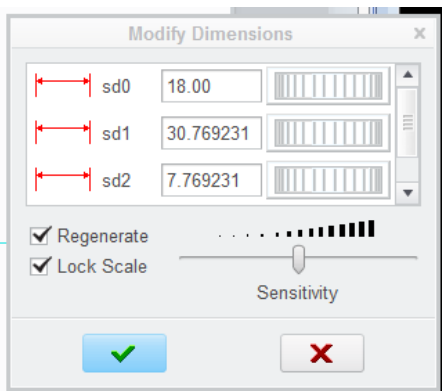 Modify Dimensions x
sd0 18.00
sd1 30.769231
sd2 7.769231
Regenerate
Lock Scale
Sensitivity